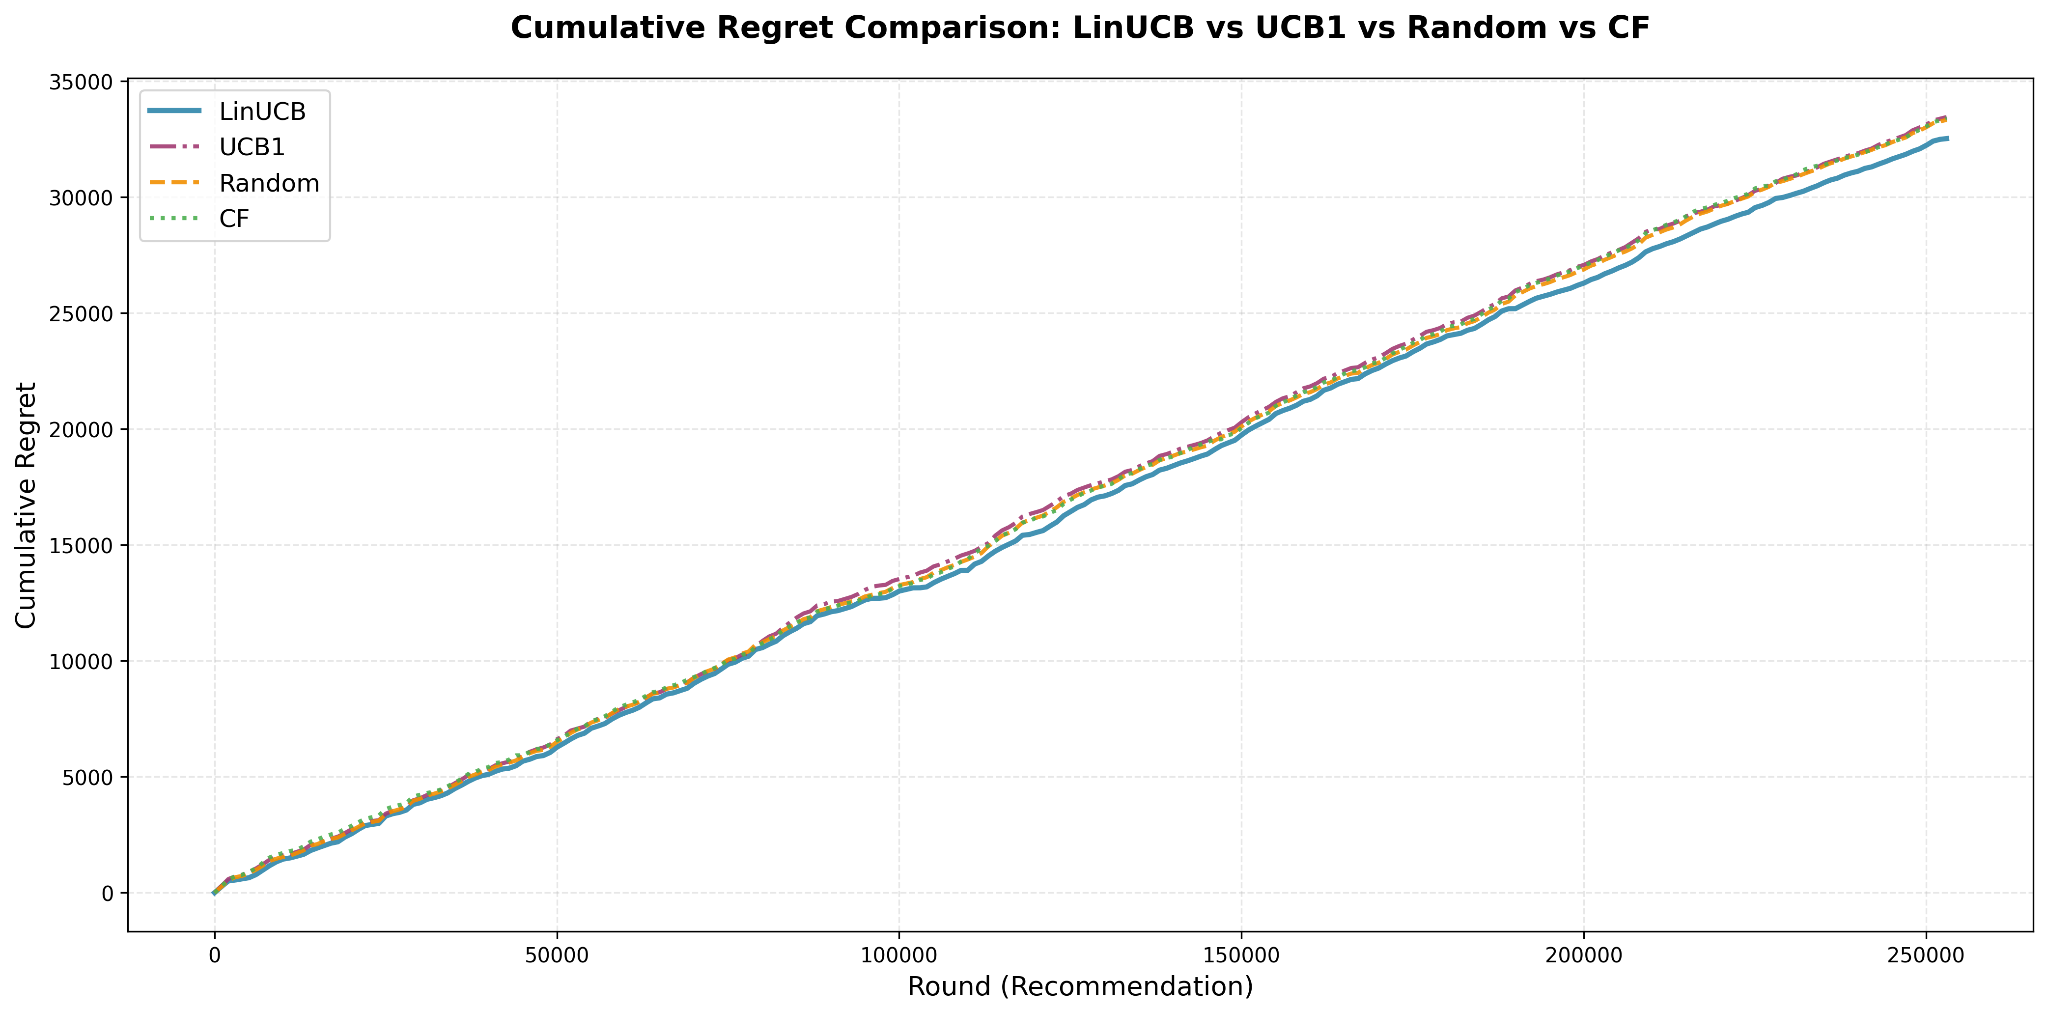 Cumulative Regret Comparison: LinUCB vs UCB1 vs Random vs CF
35000
30000
25000
20000
15000
10000
5000
0
Cumulative Regret
LinUCB
UCB1
Random
CF
0 50000 100000 150000 200000 250000
Round (Recommendation)